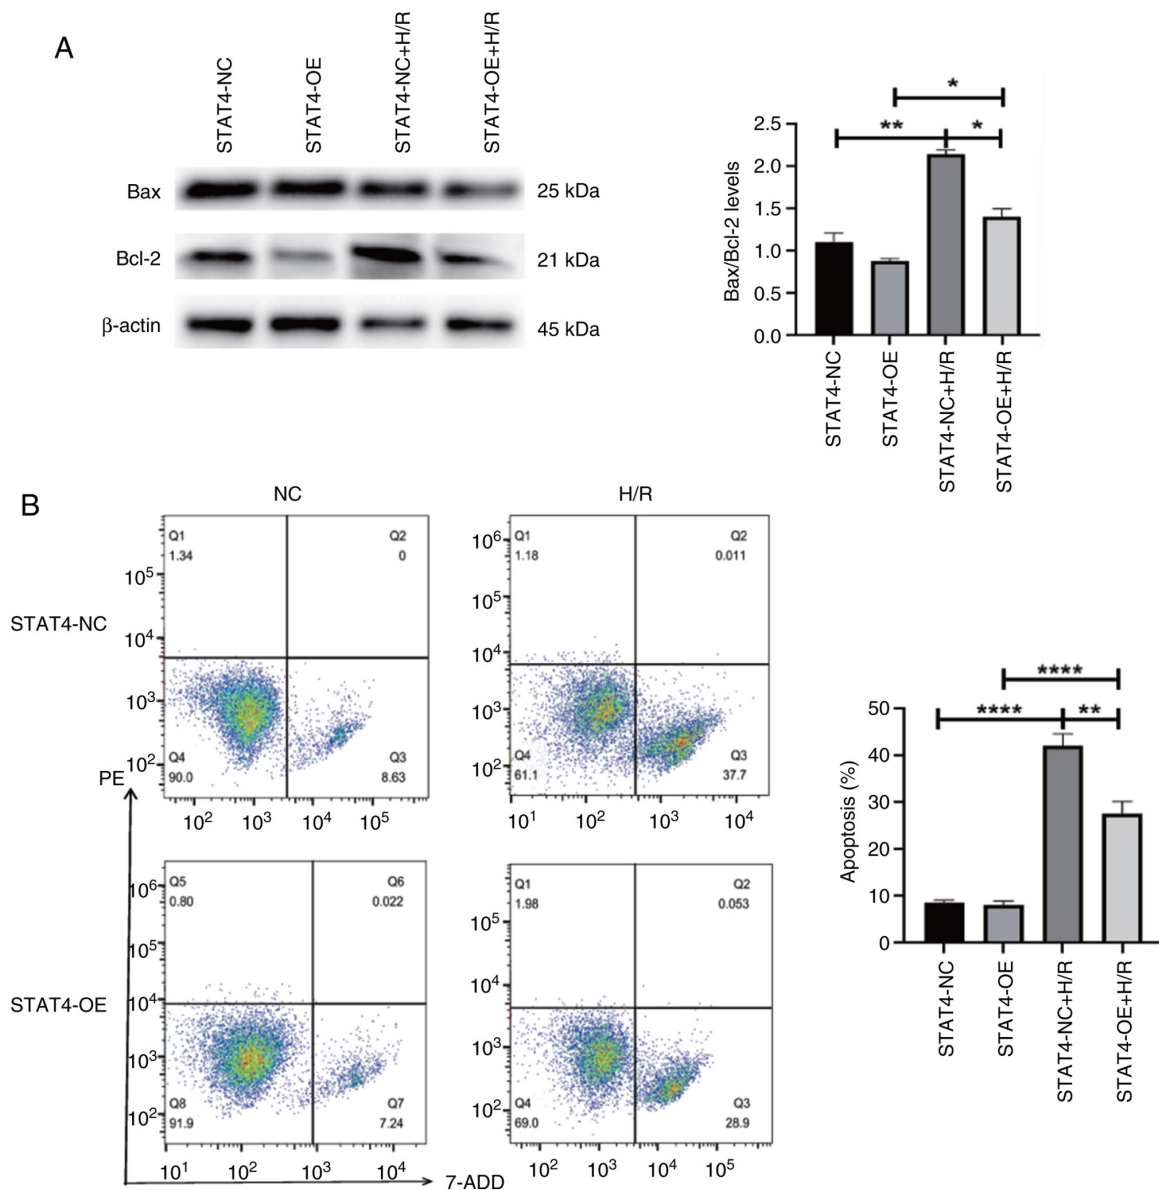 A
STAT4-NC
STAT4-OE
STAT4-NC+H/R
STAT4-OE+H/R
Bax
25 kDa
Bcl-2
21 kDa
β-actin
45 kDa
*
** *
2.5
2.0
1.5
1.0
0.5
0.0
Bax/Bcl-2 levels
STAT4-NC
STAT4-OE
STAT4-NC+H/R
STAT4-OE+H/R
B
NC
H/R
STAT4-NC
Q1
1.34
Q2
0
Q4
90.0
Q3
8.63
10⁵
10⁴
10³
10²
10² 10³ 10⁴ 10⁵
Q1
1.18
Q2
0.011
Q4
61.1
Q3
37.7
10⁶
10⁵
10⁴
10³
10²
10¹ 10² 10³ 10⁴
PE
STAT4-OE
Q5
0.80
Q6
0.022
Q8
91.9
Q7
7.24
10⁶
10⁵
10⁴
10³
10²
10¹ 10² 10³ 10⁴
Q1
1.98
Q2
0.053
Q4
69.0
Q3
28.9
10⁵
10⁴
10³
10²
10² 10³ 10⁴ 10⁵
7-ADD
****
**** **
50
40
30
20
10
0
Apoptosis (%)
STAT4-NC
STAT4-OE
STAT4-NC+H/R
STAT4-OE+H/R